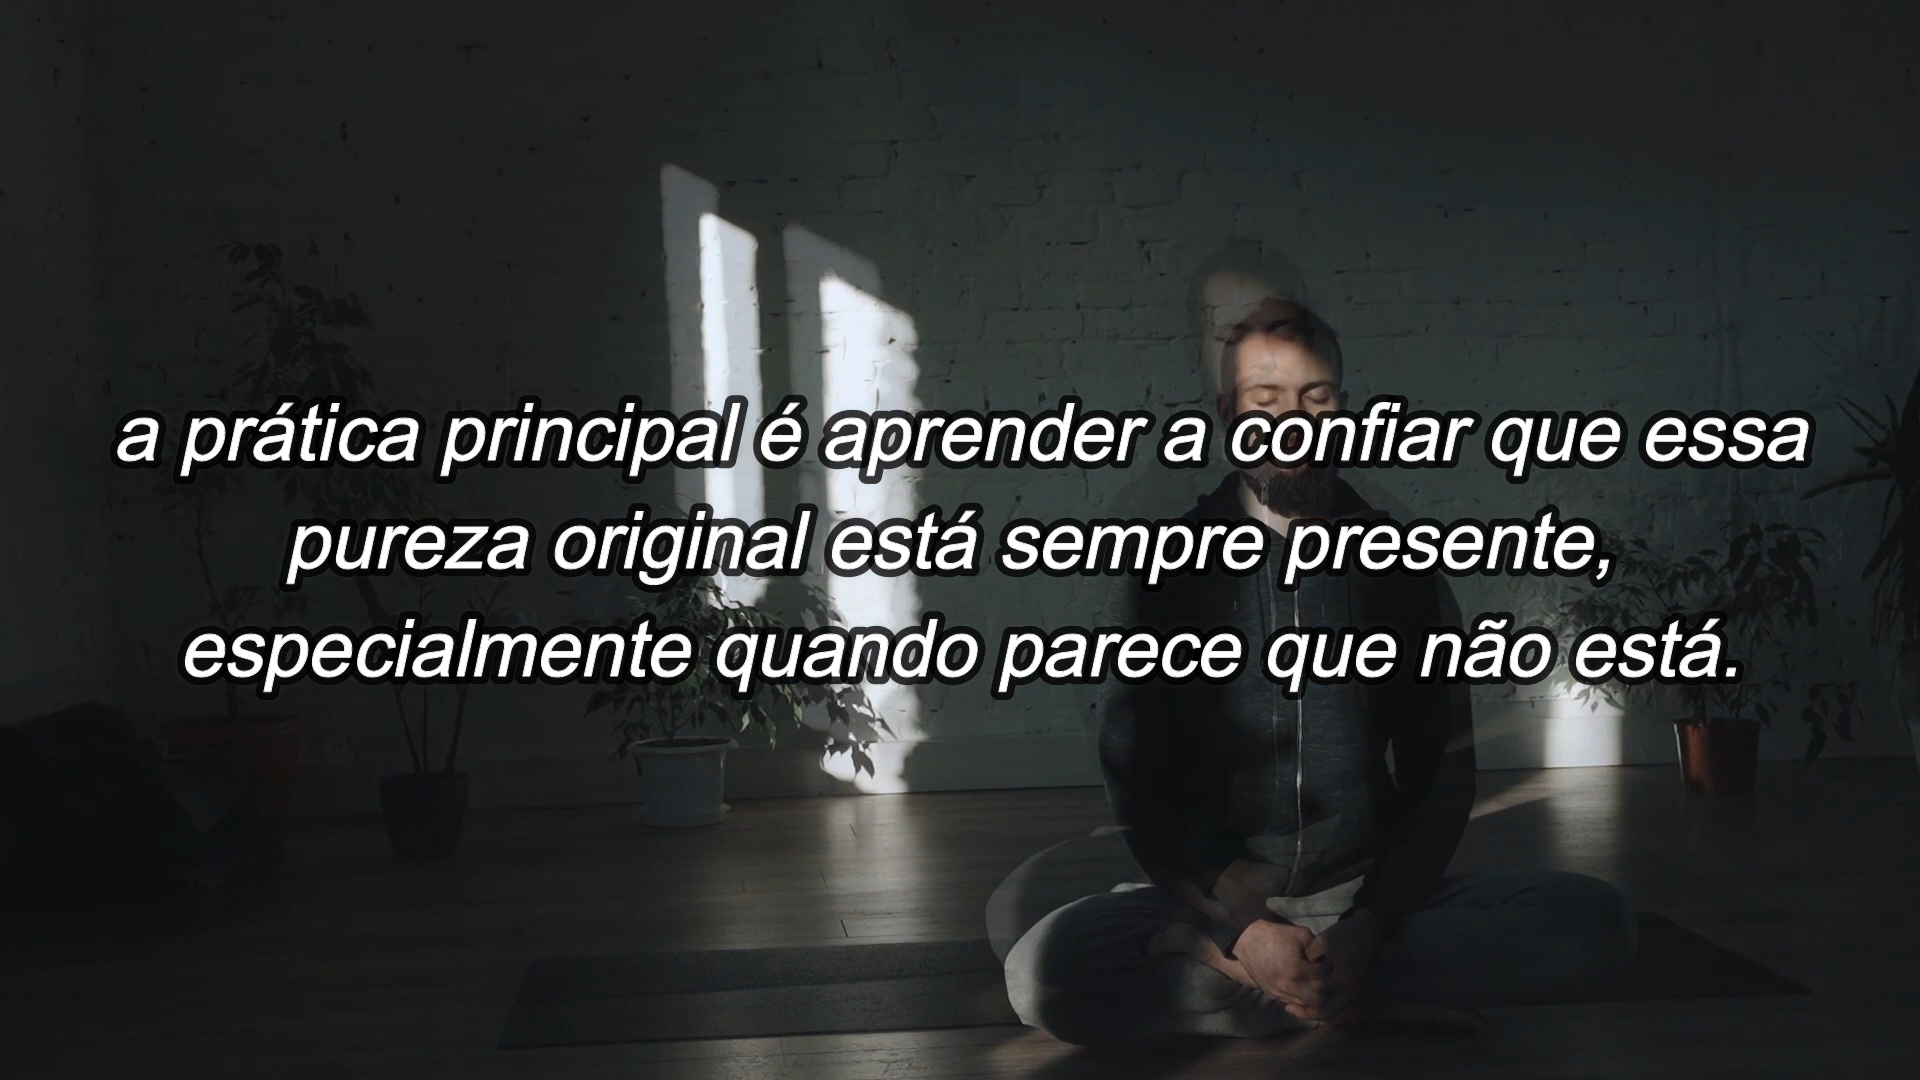 a prática principal é aprender a confiar que essa
pureza original está sempre presente,
especialmente quando parece que não está.